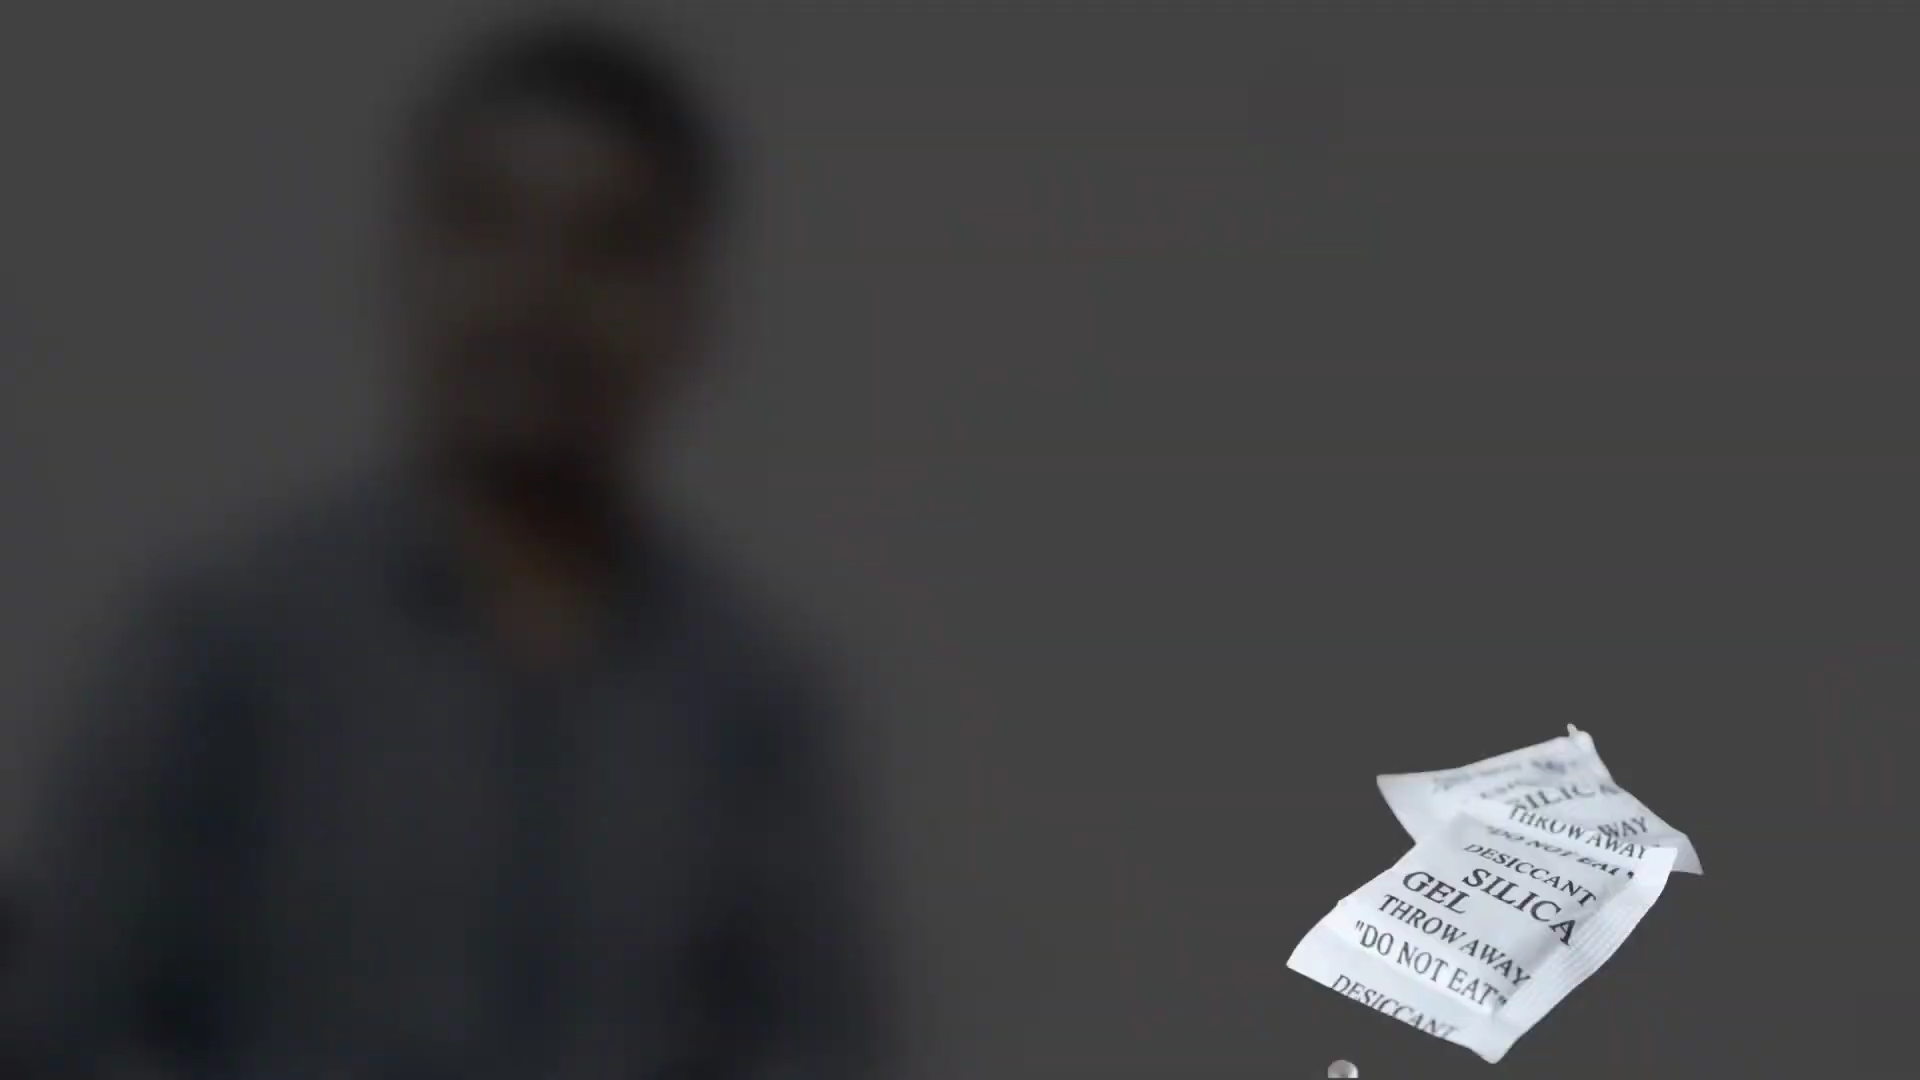 SILICA
THROW AWAY
"DO NOT EAT"
DESICCANT
SILICA
GEL
THROW AWAY
"DO NOT EAT"
DESICCANT